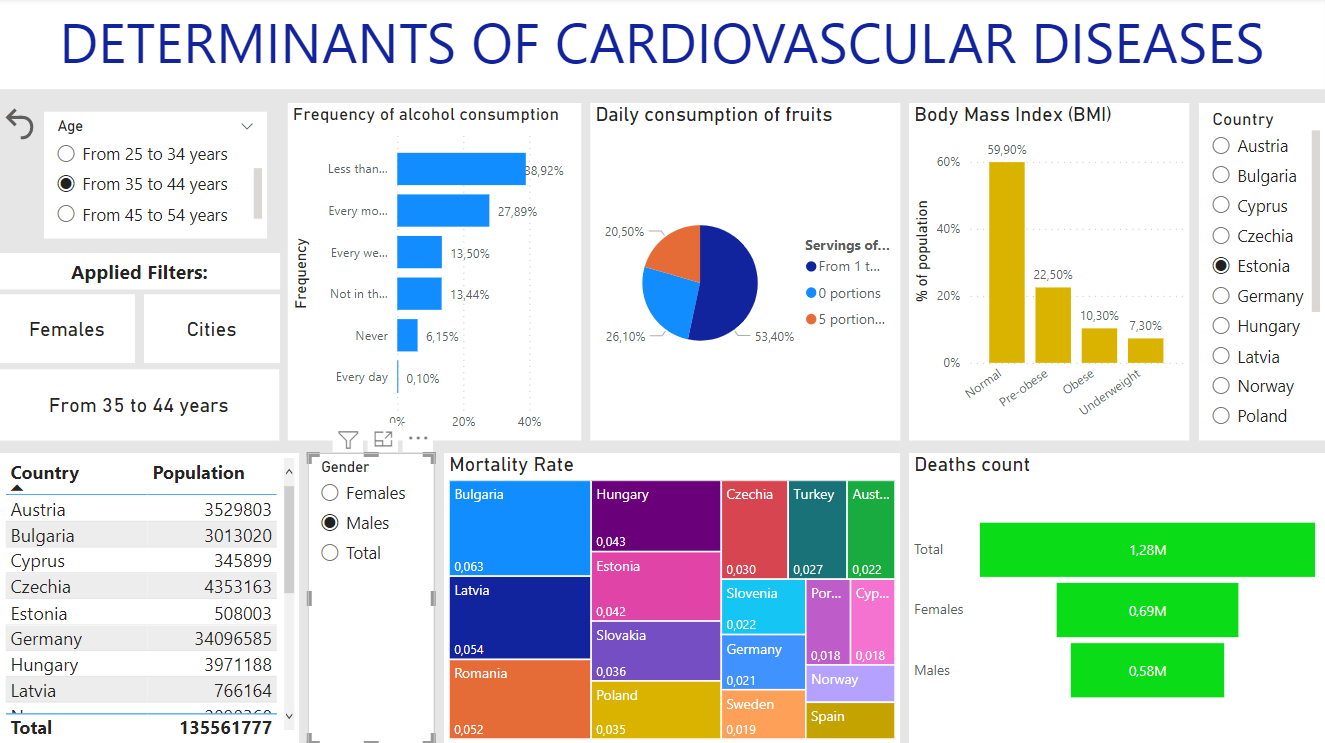 DETERMINANTS OF CARDIOVASCULAR DISEASES
Age
From 25 to 34 years
From 35 to 44 years
From 45 to 54 years
Applied Filters:
Females
Cities
From 35 to 44 years
Frequency of alcohol consumption
Frequency
Less than...
38,92%
Every mo...
27,89%
Every we...
13,50%
Not in th...
13,44%
Never
6,15%
Every day
0,10%
0%
20%
40%
Daily consumption of fruits
20,50%
26,10%
53,40%
Servings of...
From 1 t...
0 portions
5 portion...
Body Mass Index (BMI)
% of population
60%
40%
20%
0%
59,90%
22,50%
10,30%
7,30%
Normal
Pre-obese
Obese
Underweight
Country
Austria
Bulgaria
Cyprus
Czechia
Estonia
Germany
Hungary
Latvia
Norway
Poland
Country Population
Austria 3529803
Bulgaria 3013020
Cyprus 345899
Czechia 4353163
Estonia 508003
Germany 34096585
Hungary 3971188
Latvia 766164
Total 135561777
Gender
Females
Males
Total
Mortality Rate
Bulgaria
0,063
Latvia
0,054
Romania
0,052
Hungary
0,043
Estonia
0,042
Slovakia
0,036
Poland
0,035
Czechia
0,030
Turkey
0,027
Aust...
0,022
Slovenia
0,022
Germany
0,021
Sweden
0,019
Por...
0,018
Cyp...
0,018
Norway
Spain
Deaths count
Total
1,28M
Females
0,69M
Males
0,58M